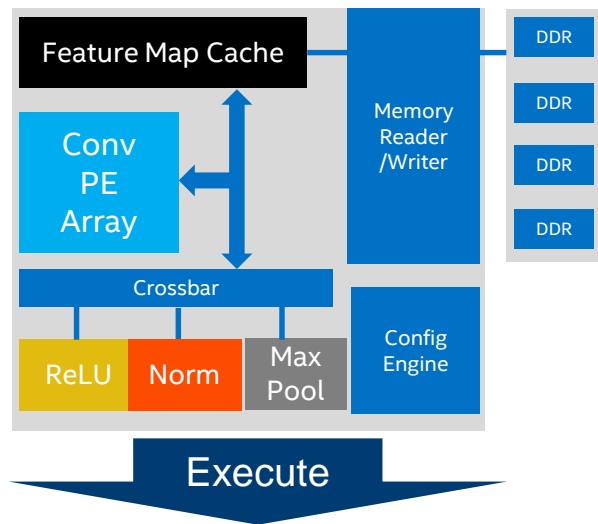 Feature Map Cache
Conv
PE
Array
Memory
Reader
/Writer
DDR
DDR
DDR
DDR
Crossbar
ReLU
Norm
Max
Pool
Config
Engine
Execute